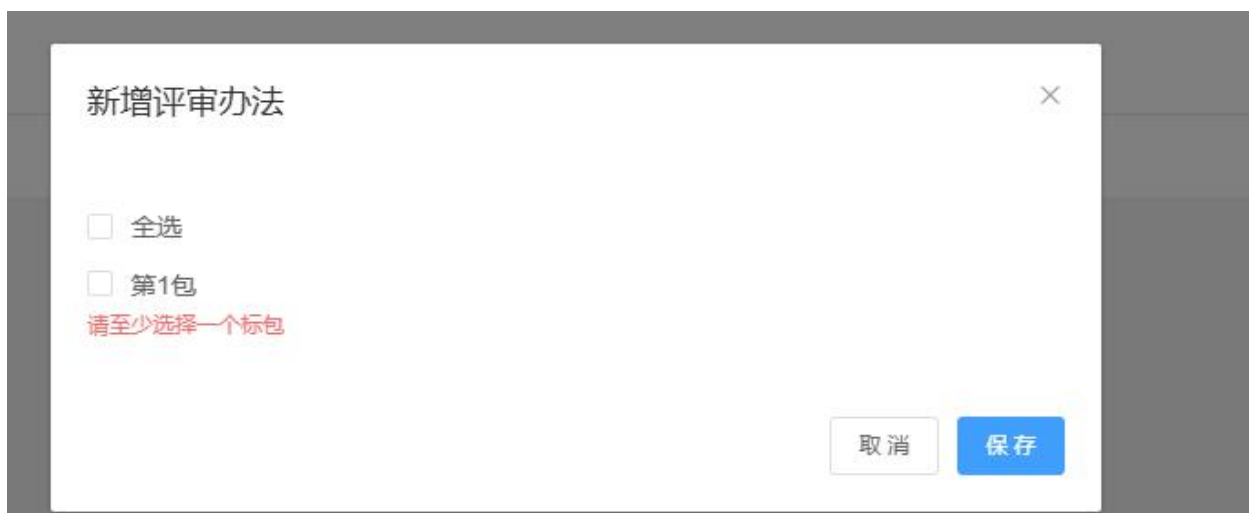 新增评审办法
全选
第1包
请至少选择一个标包
取消
保存